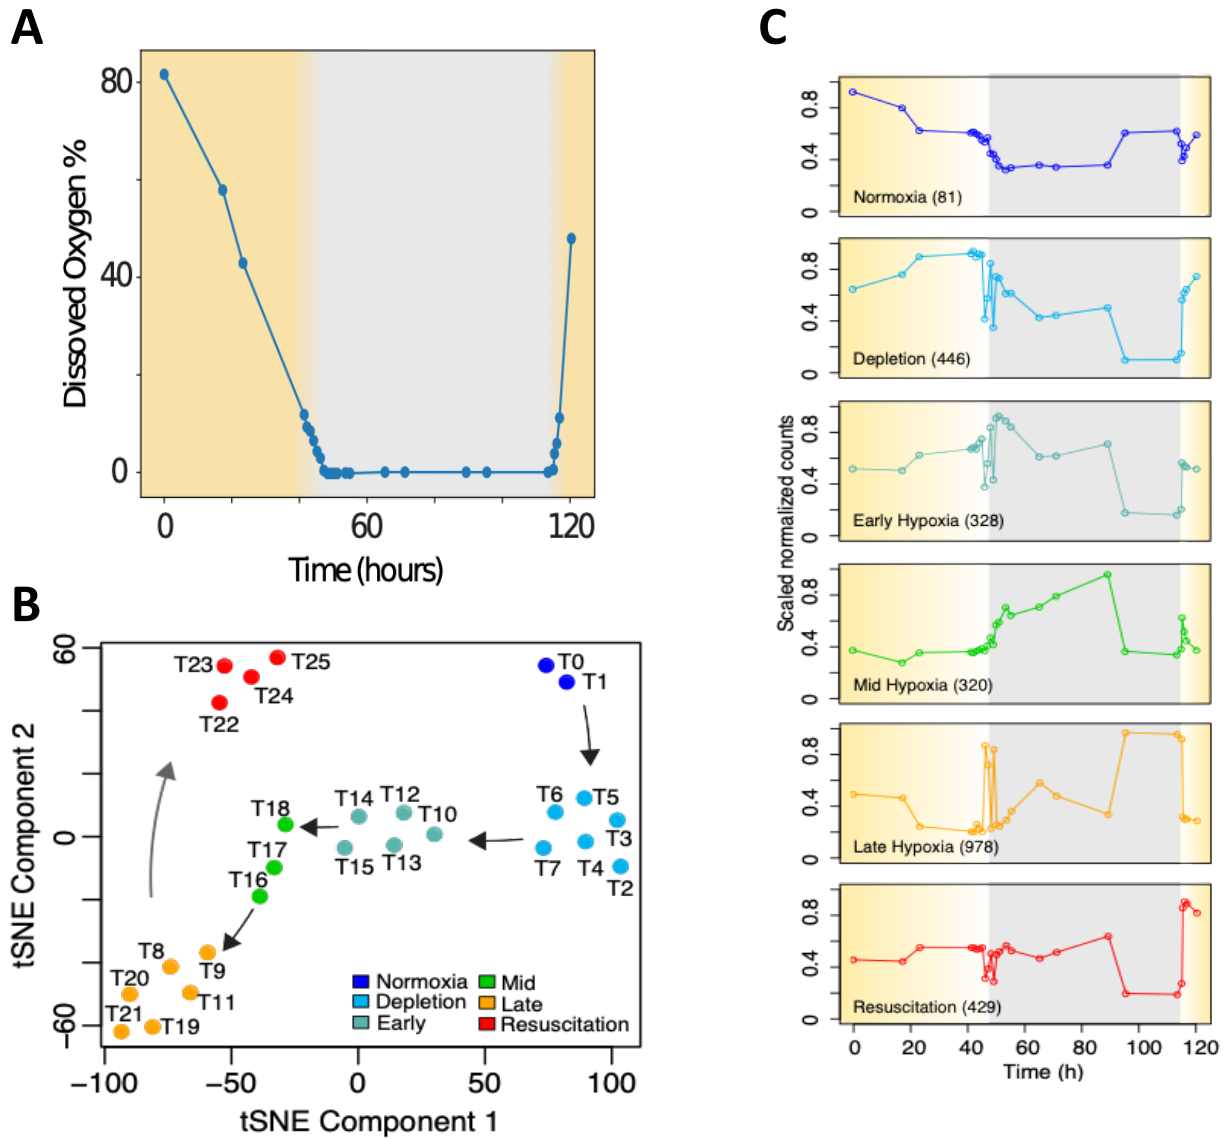 A
Dissoved Oxygen %
80
40
0
0 60 120
Time (hours)
B
tSNE Component 2
60
0
−60
T23
T25
T24
T22
T0
T1
T18
T14
T12
T10
T6
T5
T3
T17
T15
T13
T7
T4
T2
T16
T8
T9
T20
T11
T21
T19
Normoxia
Depletion
Early
Mid
Late
Resuscitation
−100 −50 0 50 100
tSNE Component 1
C
Scaled normalized counts
0.8
0.4
0
Normoxia (81)
0.8
0.4
0
Depletion (446)
0.8
0.4
0
Early Hypoxia (328)
0.8
0.4
0
Mid Hypoxia (320)
0.8
0.4
0
Late Hypoxia (978)
0.8
0.4
0
Resuscitation (429)
0 20 40 60 80 100 120
Time (h)